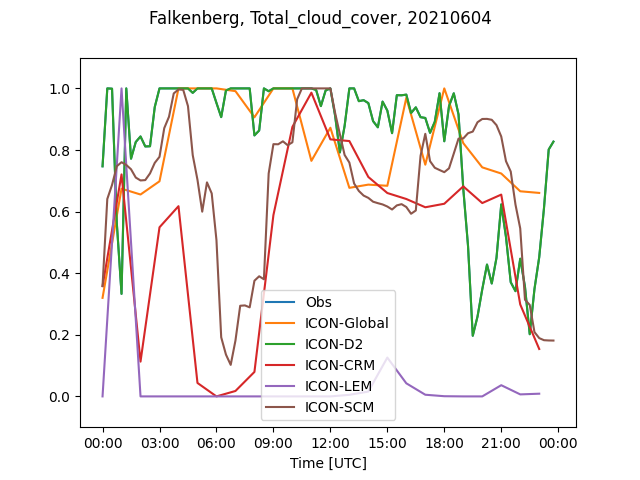 Falkenberg, Total_cloud_cover, 20210604
1.0
0.8
0.6
0.4
0.2
0.0
Obs
ICON-Global
ICON-D2
ICON-CRM
ICON-LEM
ICON-SCM
00:00 03:00 06:00 09:00 12:00 15:00 18:00 21:00 00:00
Time [UTC]